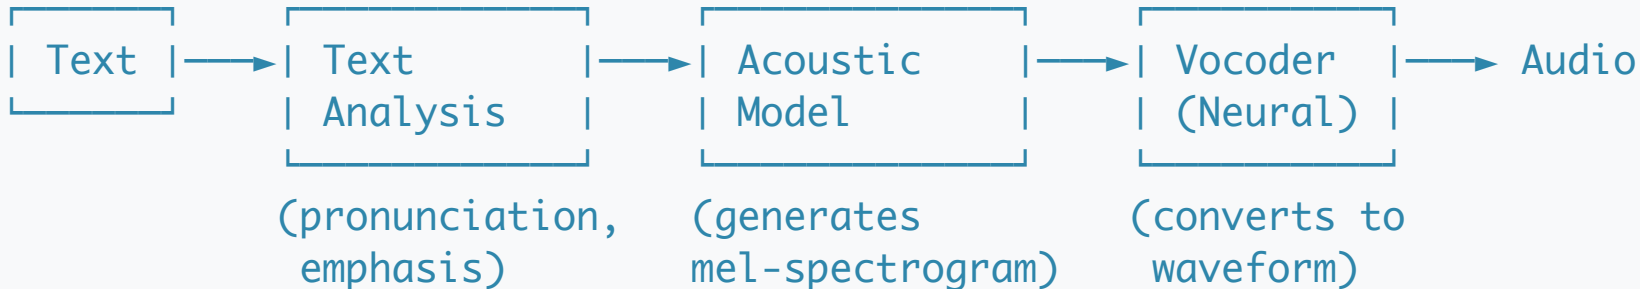 Text Text Acoustic Vocoder Audio
Analysis Model (Neural)
(pronunciation, (generates (converts to
emphasis) mel-spectrogram) waveform)